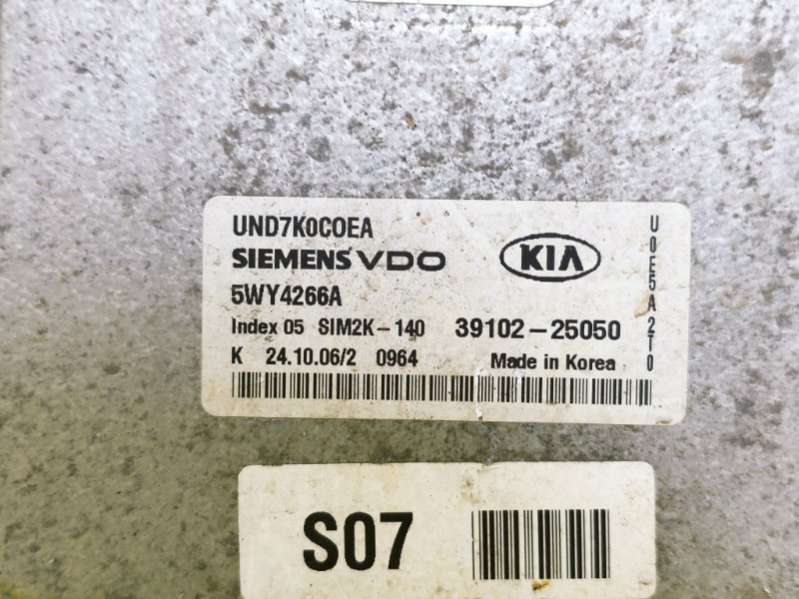 UND7K0C0EA
SIEMENS VDO
KIA
5WY4266A
Index 05 SIM2K-140 39102-25050
K 24.10.06/2 0964 Made in Korea
U0E5A2T0
S07